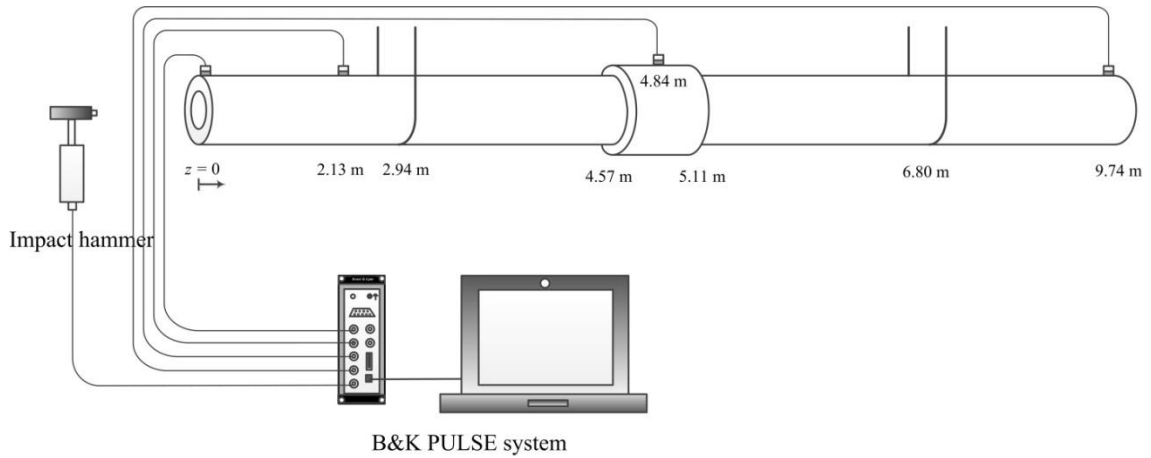 4.84 m
z = 0
2.13 m
2.94 m
4.57 m
5.11 m
6.80 m
9.74 m
Impact hammer
B&K PULSE system